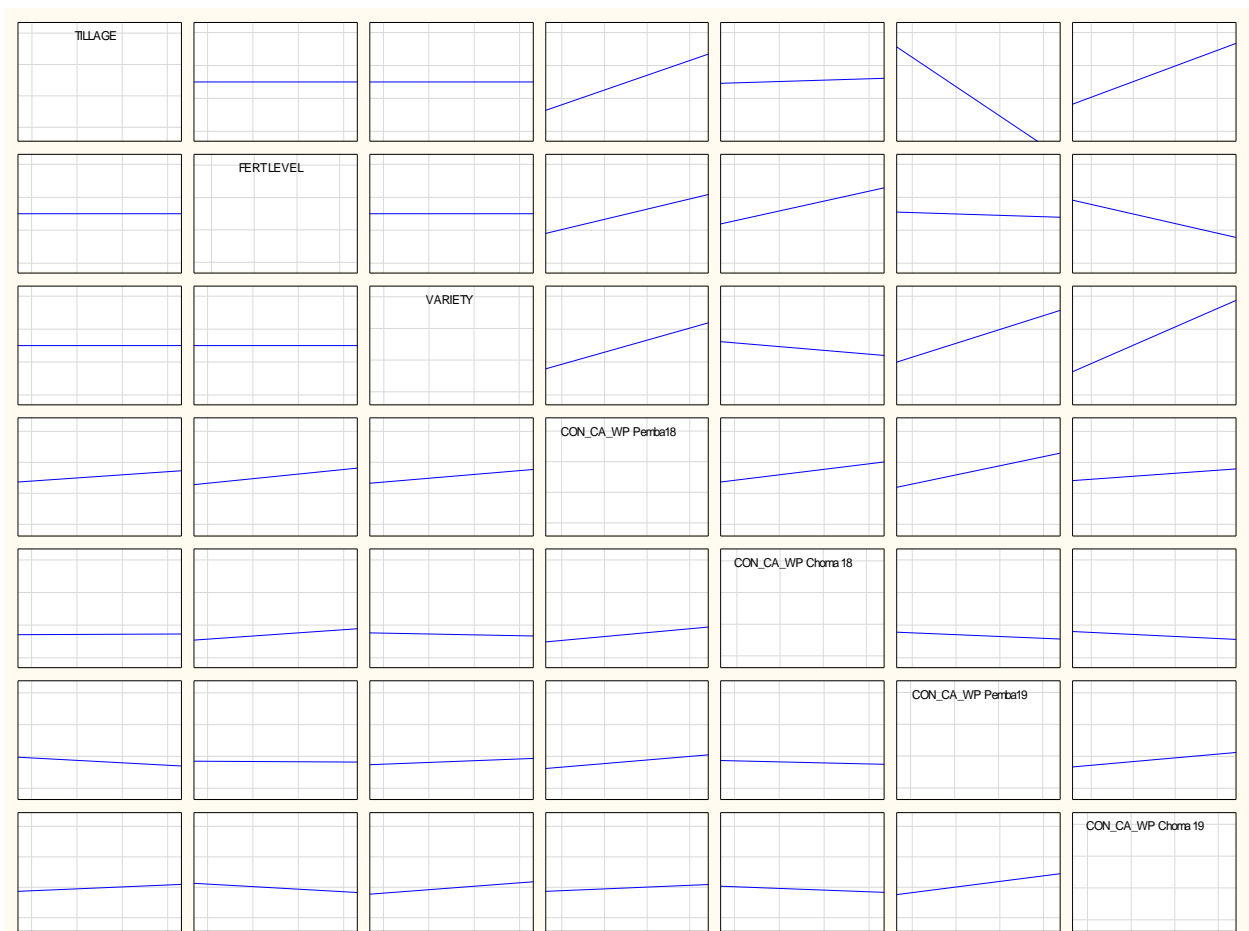 TILLAGE
FERTLEVEL
VARIETY
CON_CA_WP Pemba18
CON_CA_WP Choma 18
CON_CA_WP Pemba19
CON_CA_WP Choma 19